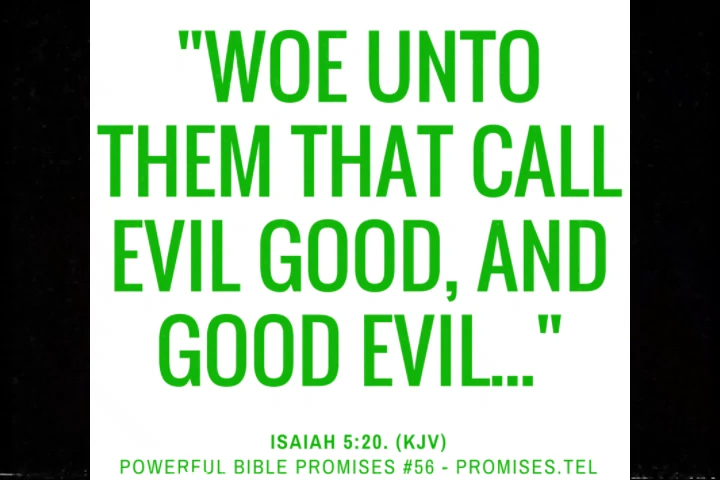 "WOE UNTO
THEM THAT CALL
EVIL GOOD, AND
GOOD EVIL..."
ISAIAH 5:20. (KJV)
POWERFUL BIBLE PROMISES #56 - PROMISES.TEL